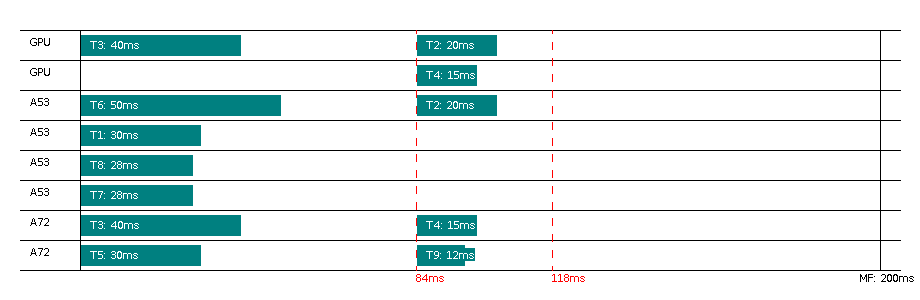 GPU T3: 40ms T2: 20ms
GPU T4: 15ms
A53 T6: 50ms T2: 20ms
A53 T1: 30ms
A53 T8: 28ms
A53 T7: 28ms
A72 T3: 40ms T4: 15ms
A72 T5: 30ms T9: 12ms
84ms 118ms MF: 200ms